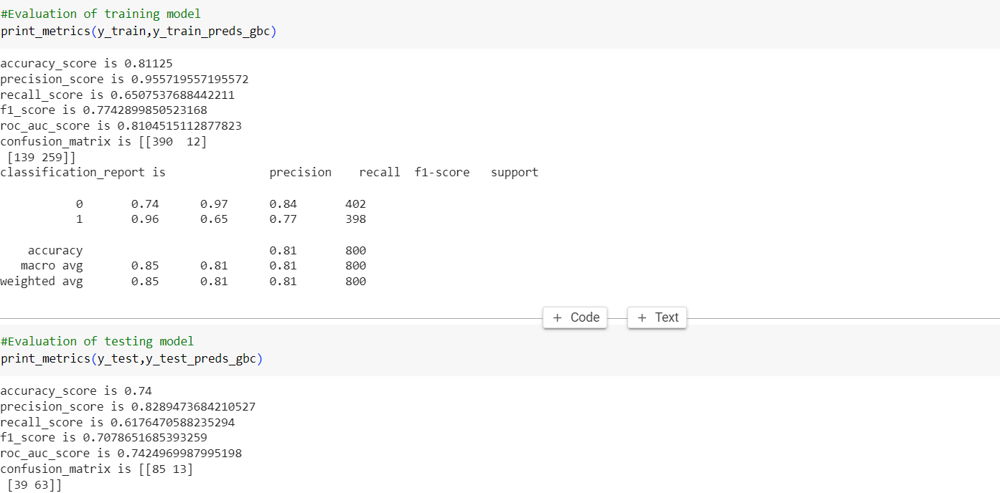 #Evaluation of training model
print_metrics(y_train,y_train_preds_gbc)
accuracy_score is 0.81125
precision_score is 0.955719557195572
recall_score is 0.6507537688442211
f1_score is 0.7742899850523168
roc_auc_score is 0.8104515112877823
confusion_matrix is [[390  12]
 [139 259]]
classification_report is               precision    recall  f1-score   support
           0       0.74      0.97      0.84       402
           1       0.96      0.65      0.77       398
    accuracy                           0.81       800
   macro avg       0.85      0.81      0.81       800
weighted avg       0.85      0.81      0.81       800
+ Code + Text
#Evaluation of testing model
print_metrics(y_test,y_test_preds_gbc)
accuracy_score is 0.74
precision_score is 0.8289473684210527
recall_score is 0.6176470588235294
f1_score is 0.7078651685393259
roc_auc_score is 0.7424969987995198
confusion_matrix is [[85 13]
 [39 63]]